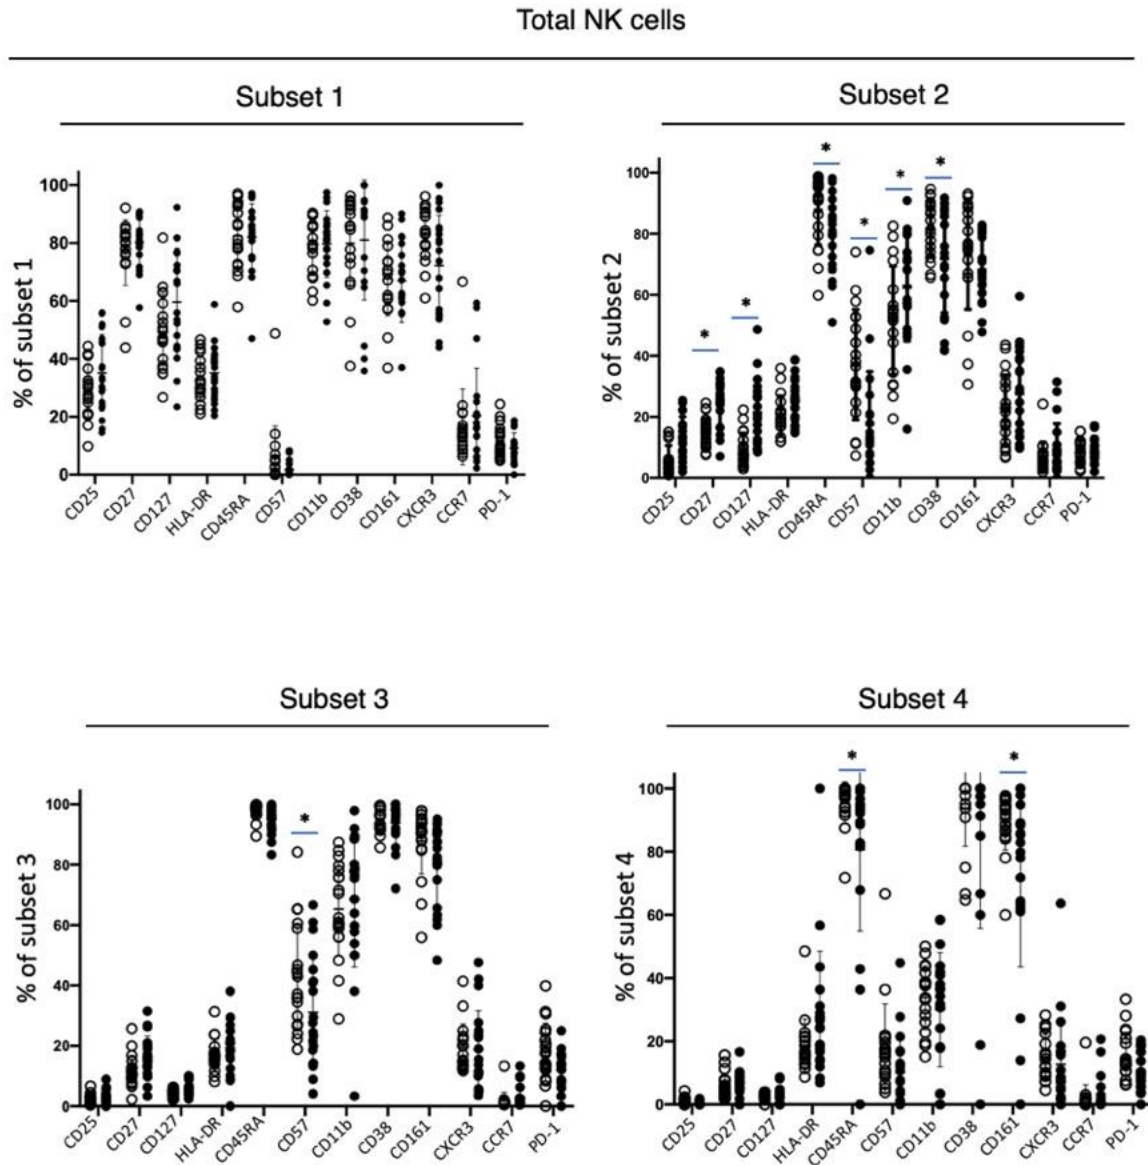 Total NK cells
Subset 1
% of subset 1
100
80
60
40
20
0
CD25
CD27
CD127
HLA-DR
CD45RA
CD57
CD11b
CD38
CD161
CXCR3
CCR7
PD-1
Subset 2
% of subset 2
100
80
60
40
20
0
* * * * * *
CD25
CD27
CD127
HLA-DR
CD45RA
CD57
CD11b
CD38
CD161
CXCR3
CCR7
PD-1
Subset 3
% of subset 3
100
80
60
40
20
0
*
CD25
CD27
CD127
HLA-DR
CD45RA
CD57
CD11b
CD38
CD161
CXCR3
CCR7
PD-1
Subset 4
% of subset 4
100
80
60
40
20
0
* *
CD25
CD27
CD127
HLA-DR
CD45RA
CD57
CD11b
CD38
CD161
CXCR3
CCR7
PD-1